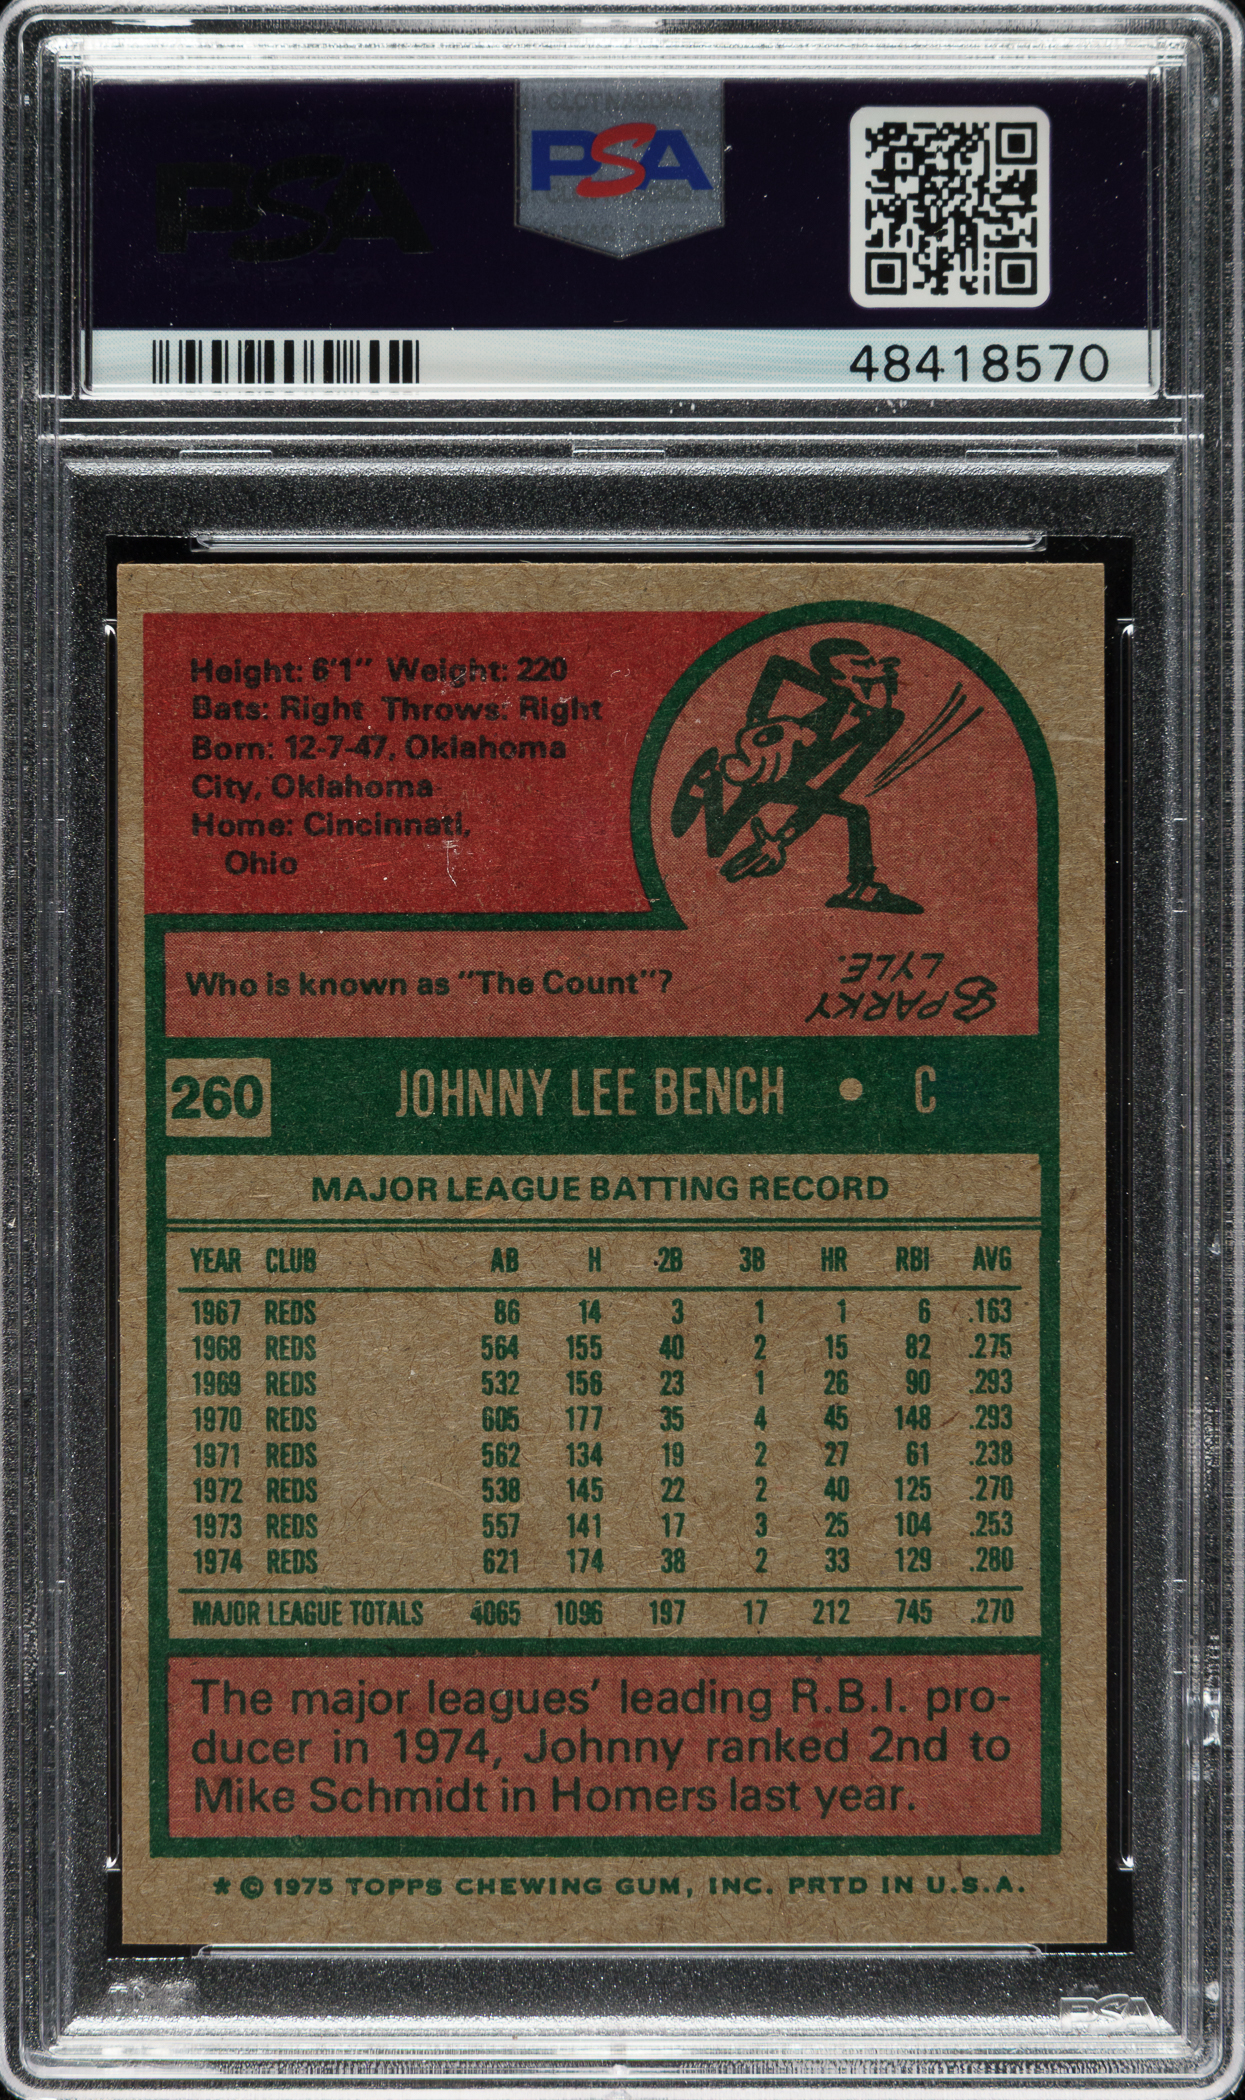 PSA
PSA
48418570
Height: 6'1" Weight: 220
Bats: Right Throws: Right
Born: 12-7-47, Oklahoma
City, Oklahoma
Home: Cincinnati,
Ohio
Who is known as "The Count"?
SPARKY
LYLE.
260 JOHNNY LEE BENCH • C
MAJOR LEAGUE BATTING RECORD
YEAR CLUB AB H 2B 3B HR RBI AVG
1967 REDS 86 14 3 1 1 6 .163
1968 REDS 564 155 40 2 15 82 .275
1969 REDS 532 156 23 1 26 90 .293
1970 REDS 605 177 35 4 45 148 .293
1971 REDS 562 134 19 2 27 61 .238
1972 REDS 538 145 22 2 40 125 .270
1973 REDS 557 141 17 3 25 104 .253
1974 REDS 621 174 38 2 33 129 .280
MAJOR LEAGUE TOTALS 4065 1096 197 17 212 745 .270
The major leagues' leading R.B.I. pro-
ducer in 1974, Johnny ranked 2nd to
Mike Schmidt in Homers last year.
* © 1975 TOPPS CHEWING GUM, INC. PRTD IN U.S.A.
PSA